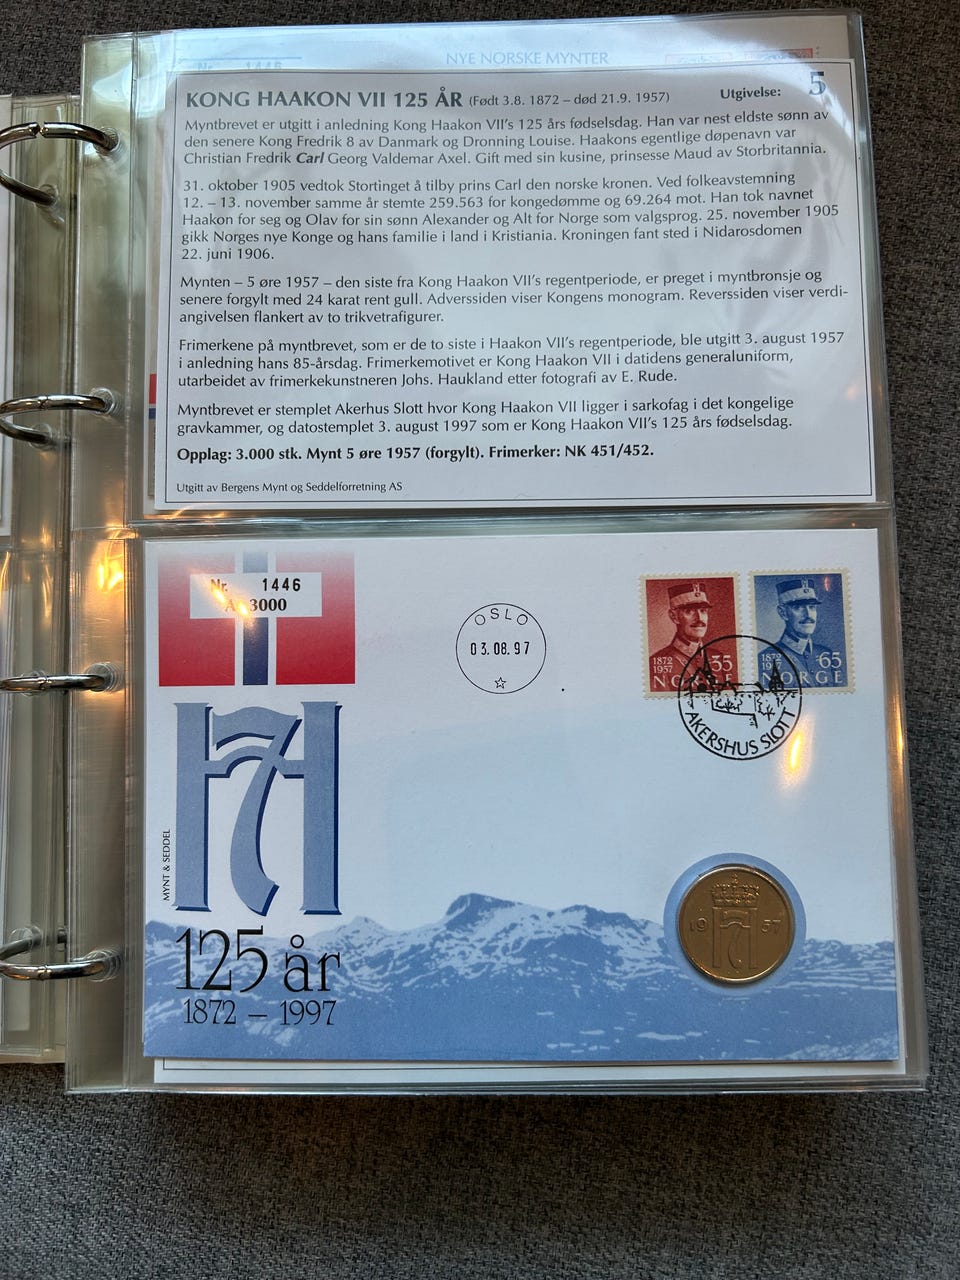 NYE NORSKE MYNTER
Nr. 1446
KONG HAAKON VII 125 ÅR (Født 3.8. 1872 – død 21.9. 1957)
Utgivelse: 5
Myntbrevet er utgitt i anledning Kong Haakon VII's 125 års fødselsdag. Han var nest eldste sønn av
den senere Kong Fredrik 8 av Danmark og Dronning Louise. Haakons egentlige døpenavn var
Christian Fredrik Carl Georg Valdemar Axel. Gift med sin kusine, prinsesse Maud av Storbritannia.
31. oktober 1905 vedtok Stortinget å tilby prins Carl den norske kronen. Ved folkeavstemning
12. – 13. november samme år stemte 259.563 for kongedømme og 69.264 mot. Han tok navnet
Haakon for seg og Olav for sin sønn Alexander og Alt for Norge som valgsprog. 25. november 1905
gikk Norges nye Konge og hans familie i land i Kristiania. Kroningen fant sted i Nidarosdomen
22. juni 1906.
Mynten – 5 øre 1957 – den siste fra Kong Haakon VII's regentperiode, er preget i myntbronsje og
senere forgylt med 24 karat rent gull. Adverssiden viser Kongens monogram. Reverssiden viser verdi-
angivelsen flankert av to trikvetrafigurer.
Frimerkene på myntbrevet, som er de to siste i Haakon VII's regentperiode, ble utgitt 3. august 1957
i anledning hans 85-årsdag. Frimerkemotivet er Kong Haakon VII i datidens generaluniform,
utarbeidet av frimerkekunstneren Johs. Haukland etter fotografi av E. Rude.
Myntbrevet er stemplet Akerhus Slott hvor Kong Haakon VII ligger i sarkofag i det kongelige
gravkammer, og datostemplet 3. august 1997 som er Kong Haakon VII's 125 års fødselsdag.
Opplag: 3.000 stk. Mynt 5 øre 1957 (forgylt). Frimerker: NK 451/452.
Utgitt av Bergens Mynt og Seddelforretning AS
Nr. 1446
Av 3000
OSLO
03.08.97
1872 1957 35
NORGE
1872 1957 65
NORGE
AKERSHUS SLOTT
H7
MYNT & SEDDEL
19 57
H7
125 år
1872 – 1997